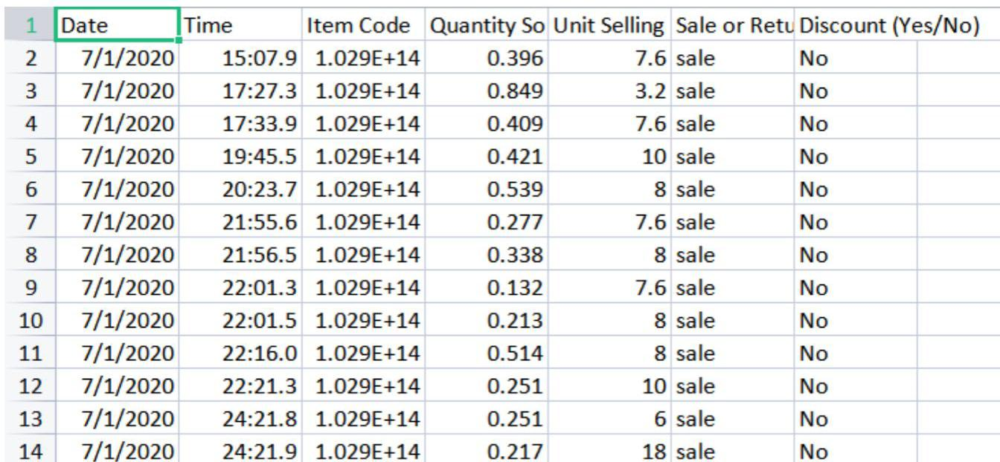 1 Date Time Item Code Quantity So Unit Selling Sale or Retu Discount (Yes/No)
2 7/1/2020 15:07.9 1.029E+14 0.396 7.6 sale No
3 7/1/2020 17:27.3 1.029E+14 0.849 3.2 sale No
4 7/1/2020 17:33.9 1.029E+14 0.409 7.6 sale No
5 7/1/2020 19:45.5 1.029E+14 0.421 10 sale No
6 7/1/2020 20:23.7 1.029E+14 0.539 8 sale No
7 7/1/2020 21:55.6 1.029E+14 0.277 7.6 sale No
8 7/1/2020 21:56.5 1.029E+14 0.338 8 sale No
9 7/1/2020 22:01.3 1.029E+14 0.132 7.6 sale No
10 7/1/2020 22:01.5 1.029E+14 0.213 8 sale No
11 7/1/2020 22:16.0 1.029E+14 0.514 8 sale No
12 7/1/2020 22:21.3 1.029E+14 0.251 10 sale No
13 7/1/2020 24:21.8 1.029E+14 0.251 6 sale No
14 7/1/2020 24:21.9 1.029E+14 0.217 18 sale No